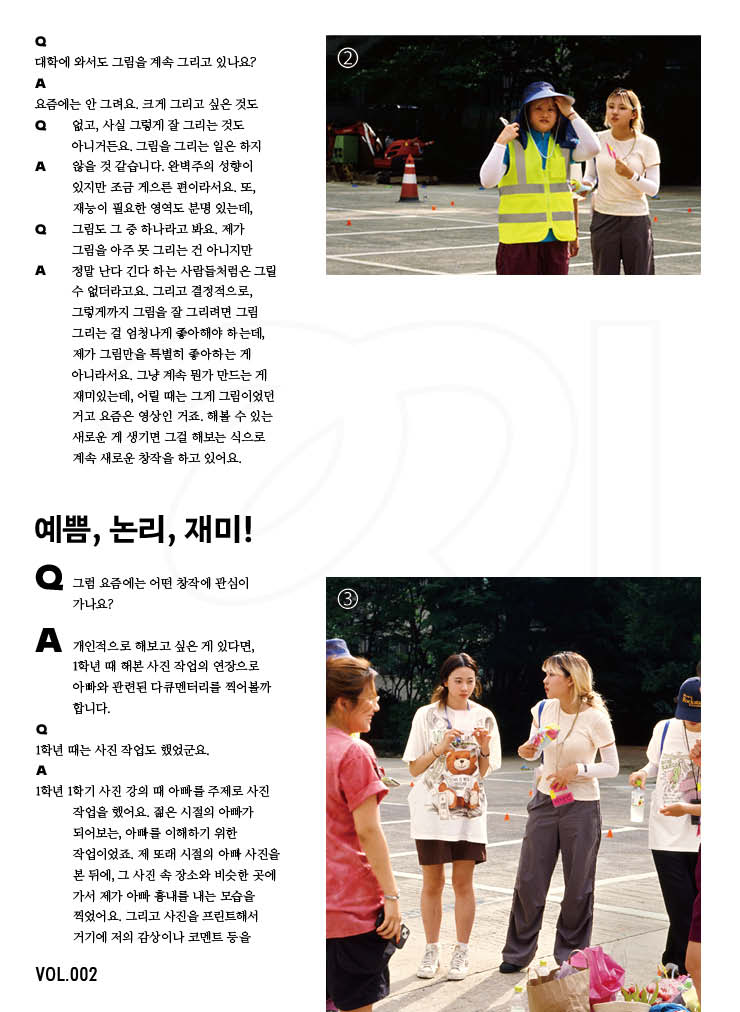 Q
대학에 와서도 그림을 계속 그리고 있나요?
A
요즘에는 안 그려요. 크게 그리고 싶은 것도
Q 없고, 사실 그렇게 잘 그리는 것도
아니거든요. 그림을 그리는 일은 하지
A 않을 것 같습니다. 완벽주의 성향이
있지만 조금 게으른 편이라서요. 또,
재능이 필요한 영역도 분명 있는데,
Q 그림도 그 중 하나라고 봐요. 제가
그림을 아주 못 그리는 건 아니지만
A 정말 난다 긴다 하는 사람들처럼은 그릴
수 없더라고요. 그리고 결정적으로,
그렇게까지 그림을 잘 그리려면 그림
그리는 걸 엄청나게 좋아해야 하는데,
제가 그림만을 특별히 좋아하는 게
아니라서요. 그냥 계속 뭔가 만드는 게
재미있는데, 어릴 때는 그게 그림이었던
거고 요즘은 영상인 거죠. 해볼 수 있는
새로운 게 생기면 그걸 해보는 식으로
계속 새로운 창작을 하고 있어요.
예쁨, 논리, 재미!
Q 그럼 요즘에는 어떤 창작에 관심이
가나요?
A 개인적으로 해보고 싶은 게 있다면,
1학년 때 해본 사진 작업의 연장으로
아빠와 관련된 다큐멘터리를 찍어볼까
합니다.
Q
1학년 때는 사진 작업도 했었군요.
A
1학년 1학기 사진 강의 때 아빠를 주제로 사진
작업을 했어요. 젊은 시절의 아빠가
되어보는, 아빠를 이해하기 위한
작업이었죠. 제 또래 시절의 아빠 사진을
본 뒤에, 그 사진 속 장소와 비슷한 곳에
가서 제가 아빠 흉내를 내는 모습을
찍었어요. 그리고 사진을 프린트해서
거기에 저의 감상이나 코멘트 등을
VOL.002
②
③